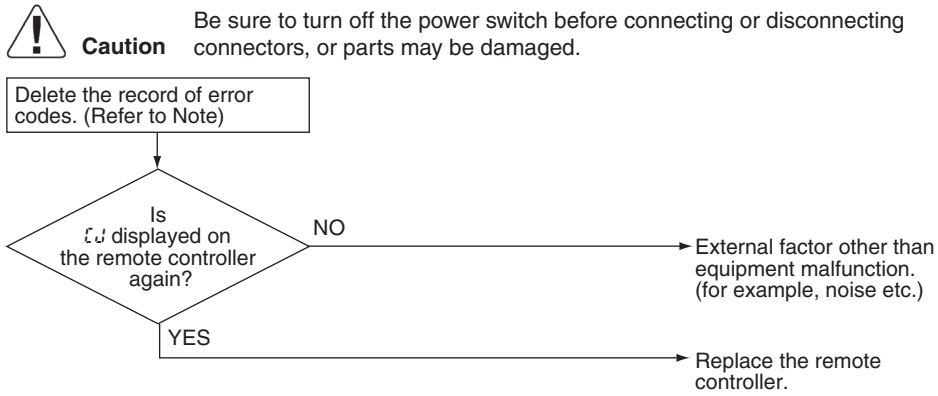 Be sure to turn off the power switch before connecting or disconnecting
Caution connectors, or parts may be damaged.
Delete the record of error
codes. (Refer to Note)
Is
CJ displayed on
the remote controller
again?
NO
External factor other than
equipment malfunction.
(for example, noise etc.)
YES
Replace the remote
controller.